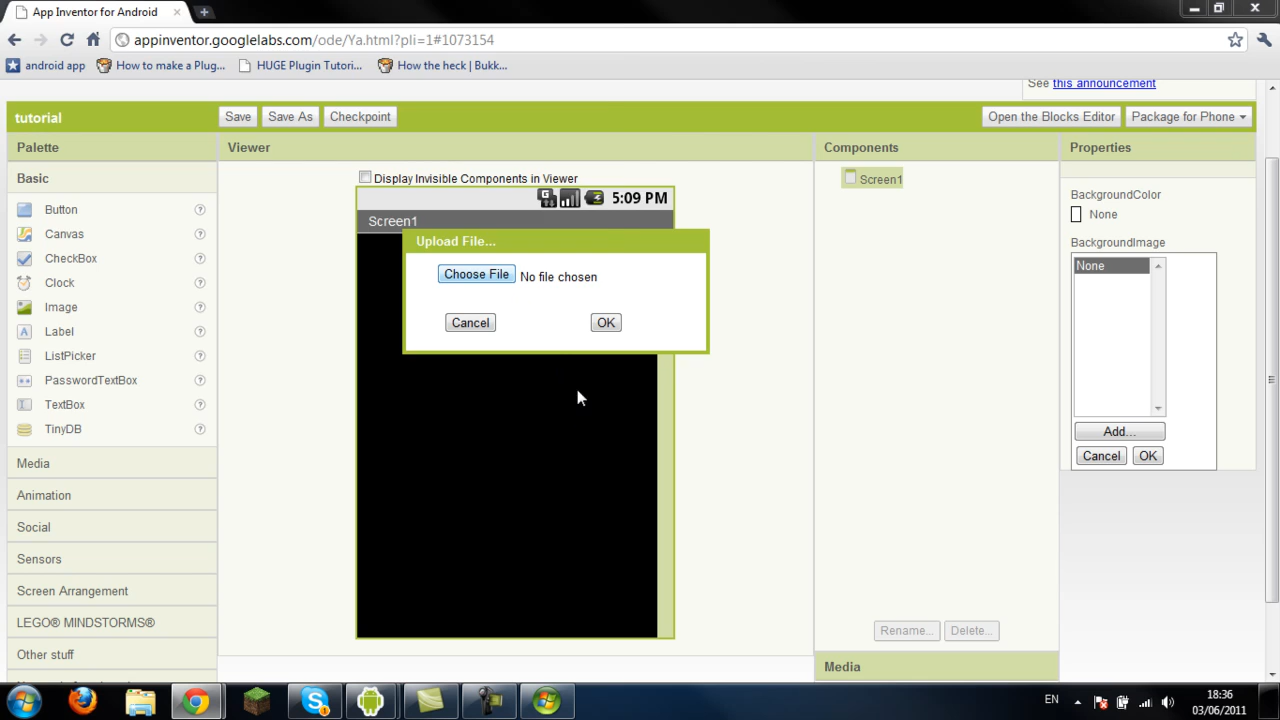 App Inventor for Android
appinventor.googlelabs.com/ode/Ya.html?pli=1#1073154
android app
How to make a Plug...
HUGE Plugin Tutori...
How the heck | Bukk...
See this announcement
tutorial
Save
Save As
Checkpoint
Open the Blocks Editor
Package for Phone
Palette
Viewer
Components
Properties
Basic
Display Invisible Components in Viewer
Screen1
BackgroundColor
5:09 PM
Button
None
Screen1
Canvas
Upload File...
BackgroundImage
CheckBox
None
Choose File
No file chosen
Clock
Image
Cancel
OK
Label
ListPicker
PasswordTextBox
TextBox
TinyDB
Add...
Cancel
OK
Media
Animation
Social
Sensors
Screen Arrangement
LEGO® MINDSTORMS®
Rename...
Delete...
Other stuff
Media
EN
18:36
03/06/2011